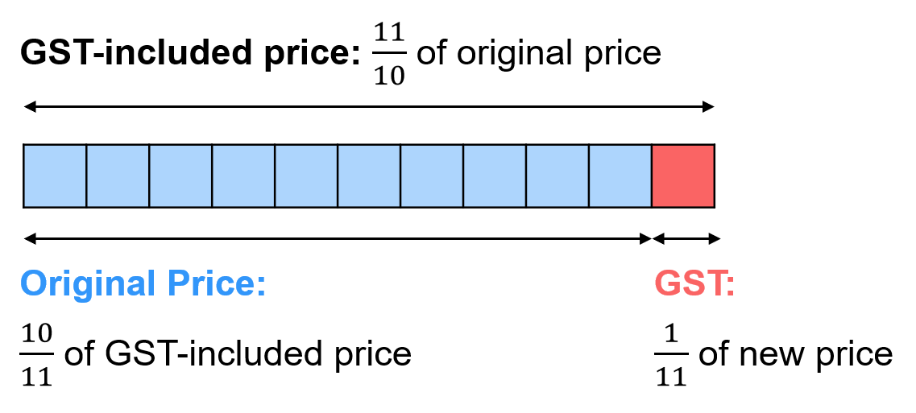 GST-included price: 11/10 of original price
Original Price:
GST:
10/11 of GST-included price
1/11 of new price